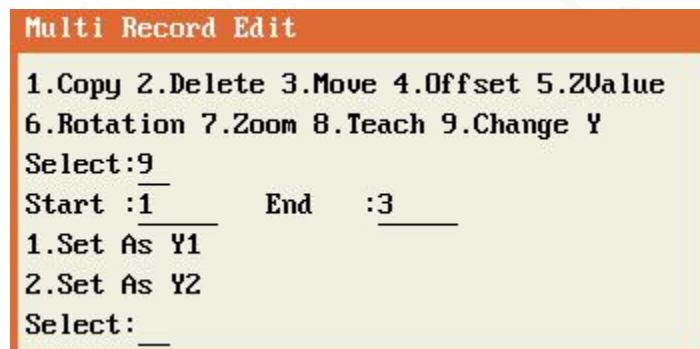 Multi Record Edit
1.Copy 2.Delete 3.Move 4.Offset 5.ZValue
6.Rotation 7.Zoom 8.Teach 9.Change Y
Select:9
Start :1 End :3
1.Set As Y1
2.Set As Y2
Select: